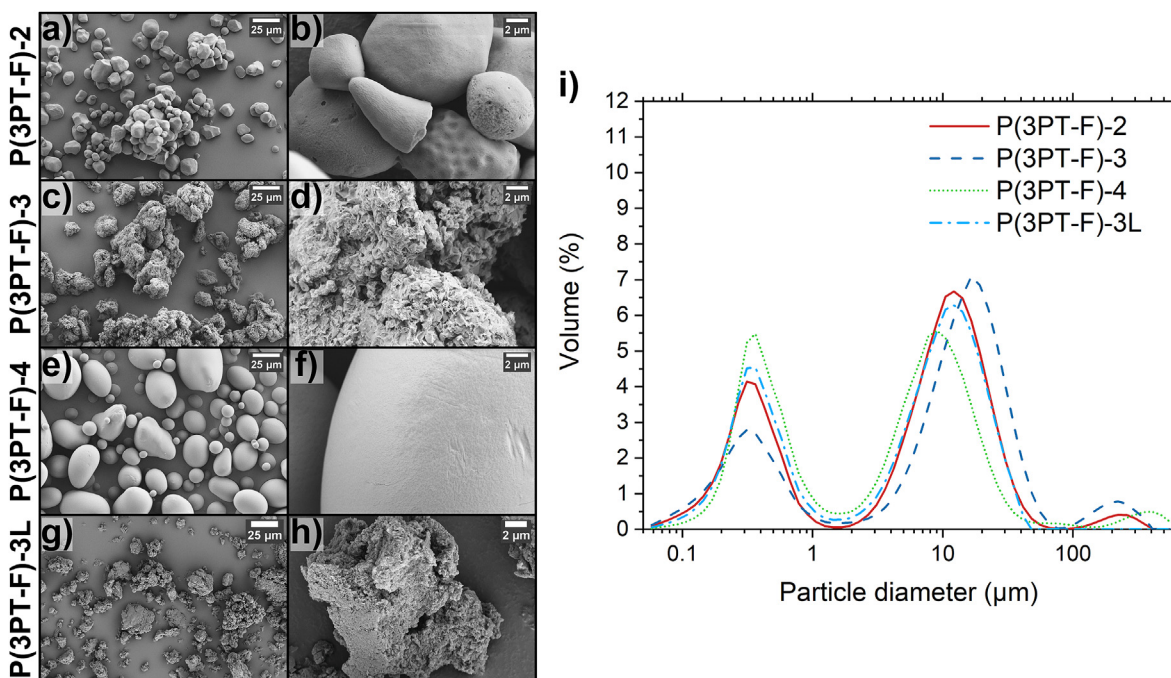 P(3PT-F)-2
a)
25 µm
b)
2 µm
P(3PT-F)-3
c)
25 µm
d)
2 µm
P(3PT-F)-4
e)
25 µm
f)
2 µm
P(3PT-F)-3L
g)
25 µm
h)
2 µm
i)
Volume (%)
12
11
10
9
8
7
6
5
4
3
2
1
0
0.1
1
10
100
Particle diameter (µm)
P(3PT-F)-2
P(3PT-F)-3
P(3PT-F)-4
P(3PT-F)-3L